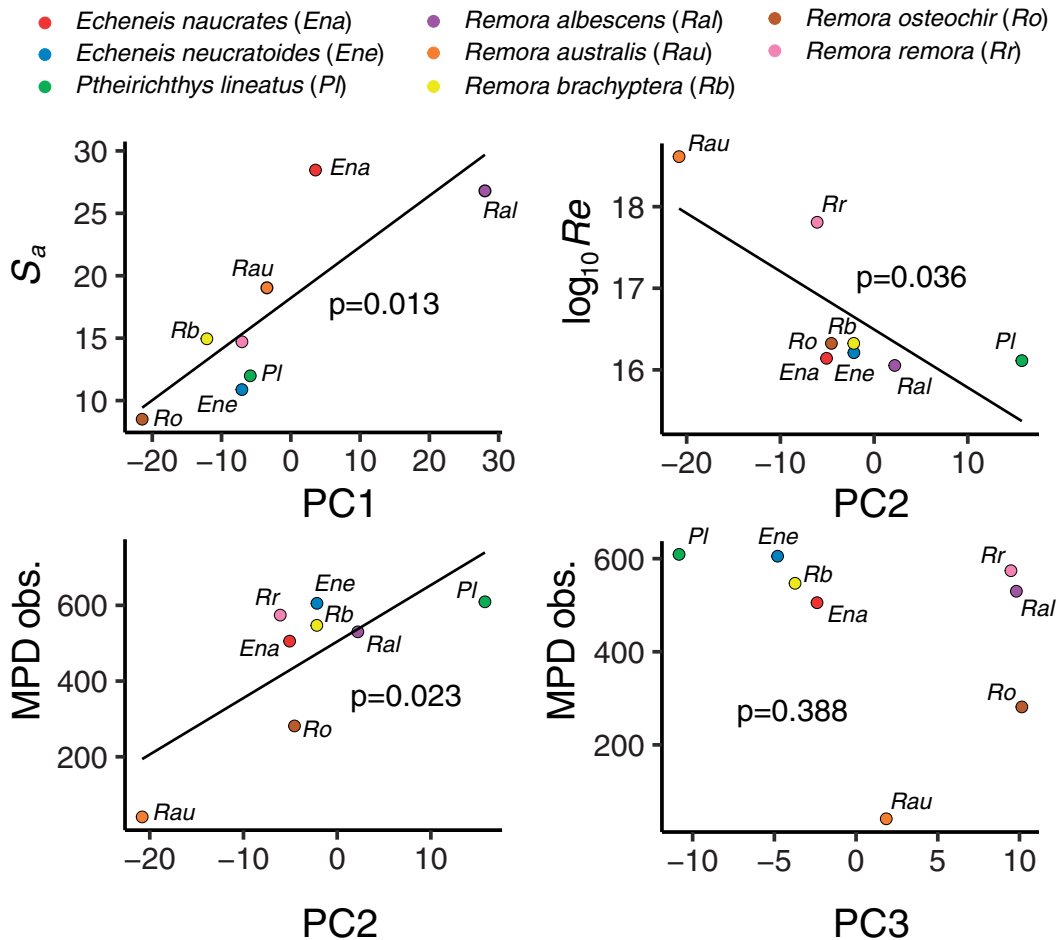 Echeneis naucrates (Ena)
Echeneis neucratoides (Ene)
Ptheirichthys lineatus (Pl)
Remora albescens (Ral)
Remora australis (Rau)
Remora brachyptera (Rb)
Remora osteochir (Ro)
Remora remora (Rr)
30
25
20
15
10
Sa
Ena
Ral
Rau
p=0.013
Rb
Pl
Ene
Ro
−20 −10 0 10 20 30
PC1
18
17
16
log10 Re
Rau
Rr
p=0.036
Rb
Ro
Pl
Ena Ene Ral
−20 −10 0 10
PC2
600
400
200
MPD obs.
Ene
Rr
Pl
Rb
Ena
Ral
p=0.023
Ro
Rau
−20 −10 0 10
PC2
600
400
200
MPD obs.
Pl
Ene
Rr
Rb
Ral
Ena
Ro
p=0.388
Rau
−10 −5 0 5 10
PC3